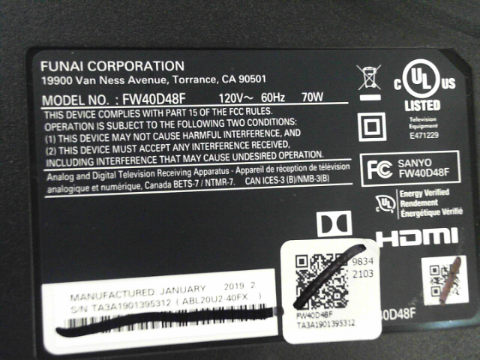 FUNAI CORPORATION
19900 Van Ness Avenue, Torrance, CA 90501
MODEL NO. : FW40D48F 120V~ 60Hz 70W
THIS DEVICE COMPLIES WITH PART 15 OF THE FCC RULES.
OPERATION IS SUBJECT TO THE FOLLOWING TWO CONDITIONS:
(1) THIS DEVICE MAY NOT CAUSE HARMFUL INTERFERENCE, AND
(2) THIS DEVICE MUST ACCEPT ANY INTERFERENCE RECEIVED,
INCLUDING INTERFERENCE THAT MAY CAUSE UNDESIRED OPERATION.
Analog and Digital Television Receiving Apparatus - Appareil de réception de télévision
analogique et numérique, Canada BETS-7 / NTMR-7. CAN ICES-3 (B)/NMB-3(B)
C UL US
LISTED
Television
Equipment
E471229
FC SANYO
FW40D48F
Energy Verified
Rendement
Énergétique Vérifié
HDMI
MANUFACTURED JANUARY 2019 2
S/N TA3A1901395312 ( ABL20U2-40FX )
9834
2103
FW40D48F
TA3A1901395312
40D48F